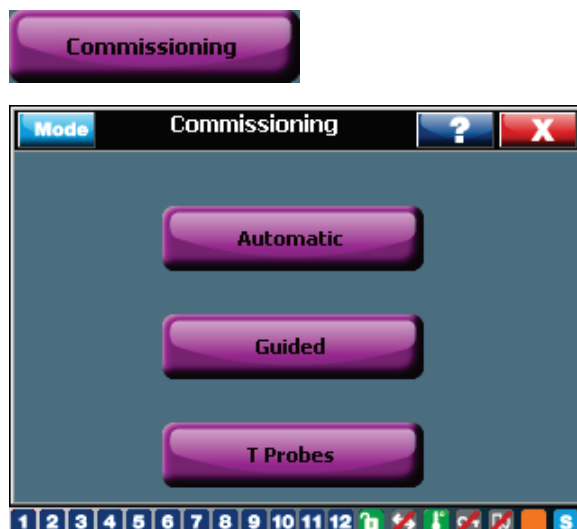 Commissioning
Mode Commissioning ? X
Automatic
Guided
T Probes
1 2 3 4 5 6 7 8 9 10 11 12 S